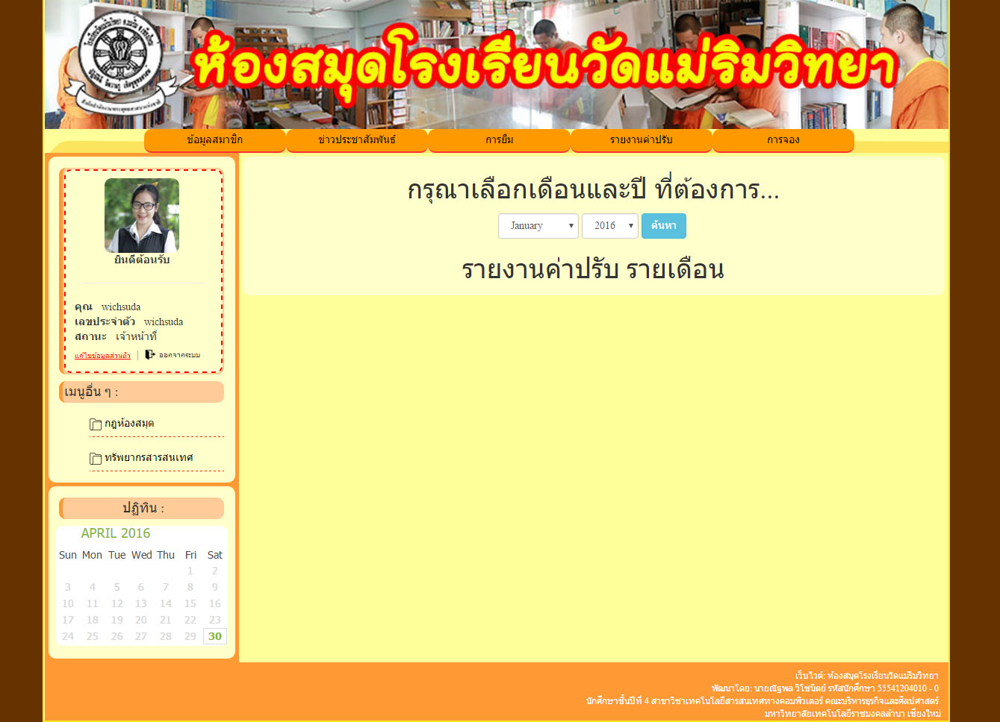 ห้องสมุดโรงเรียนวัดแม่ริมวิทยา
ข้อมูลสมาชิก ข่าวประชาสัมพันธ์ การยืม รายงานค่าปรับ การจอง
ยินดีต้อนรับ
คุณ wichsuda
เลขประจำตัว wichsuda
สถานะ เจ้าหน้าที่
แก้ไขข้อมูลส่วนตัว | ออกจากระบบ
เมนูอื่น ๆ :
กฎห้องสมุด
ทรัพยากรสารสนเทศ
ปฏิทิน :
APRIL 2016
Sun Mon Tue Wed Thu Fri Sat
1 2
3 4 5 6 7 8 9
10 11 12 13 14 15 16
17 18 19 20 21 22 23
24 25 26 27 28 29 30
กรุณาเลือกเดือนและปี ที่ต้องการ...
January 2016 ค้นหา
รายงานค่าปรับ รายเดือน
เว็บไวต์: ห้องสมุดโรงเรียนวัดแม่ริมวิทยา
พัฒนาโดย: นายณัฐพล วิโชนิตย์ รหัสนักศึกษา 55541204010 - 0
นักศึกษาชั้นปีที่ 4 สาขาวิชาเทคโนโลยีสารสนเทศทางคอมพิวเตอร์ คณะบริหารธุรกิจและศิลปศาสตร์
มหาวิทยาลัยเทคโนโลยีราชมงคลล้านนา เชียงใหม่